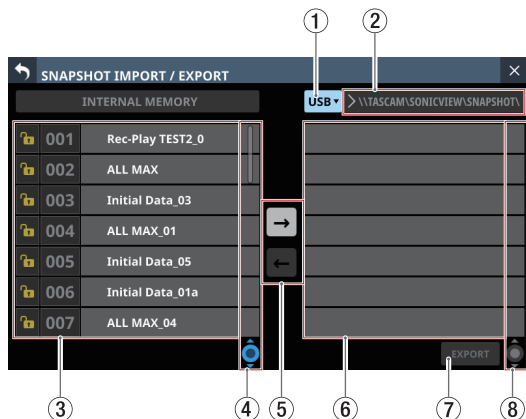 ① ②
SNAPSHOT IMPORT / EXPORT
INTERNAL MEMORY
USB \\TASCAM\SONICVIEW\SNAPSHOT\
001 Rec-Play TEST2_0
002 ALL MAX
003 Initial Data_03
004 ALL MAX_01
005 Initial Data_05
006 Initial Data_01a
007 ALL MAX_04
EXPORT
③ ④ ⑤ ⑥ ⑦ ⑧